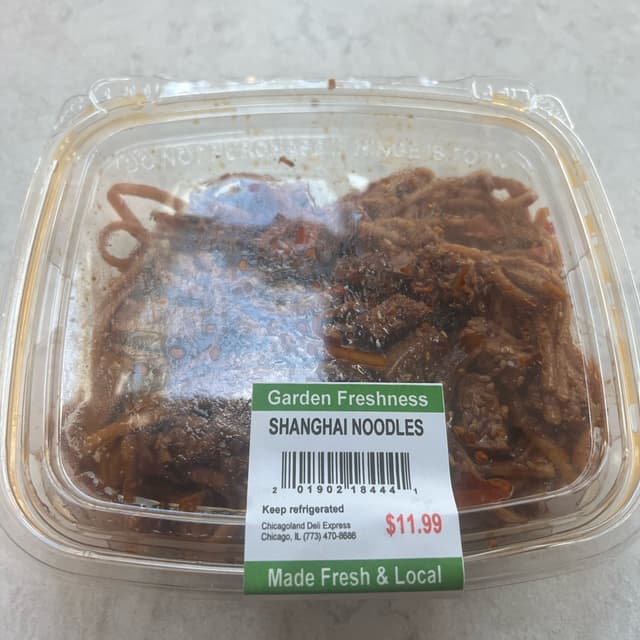 Garden Freshness
SHANGHAI NOODLES
2 01902 18444 1
Keep refrigerated
Chicagoland Deli Express
Chicago, IL (773) 470-8686
$11.99
Made Fresh & Local